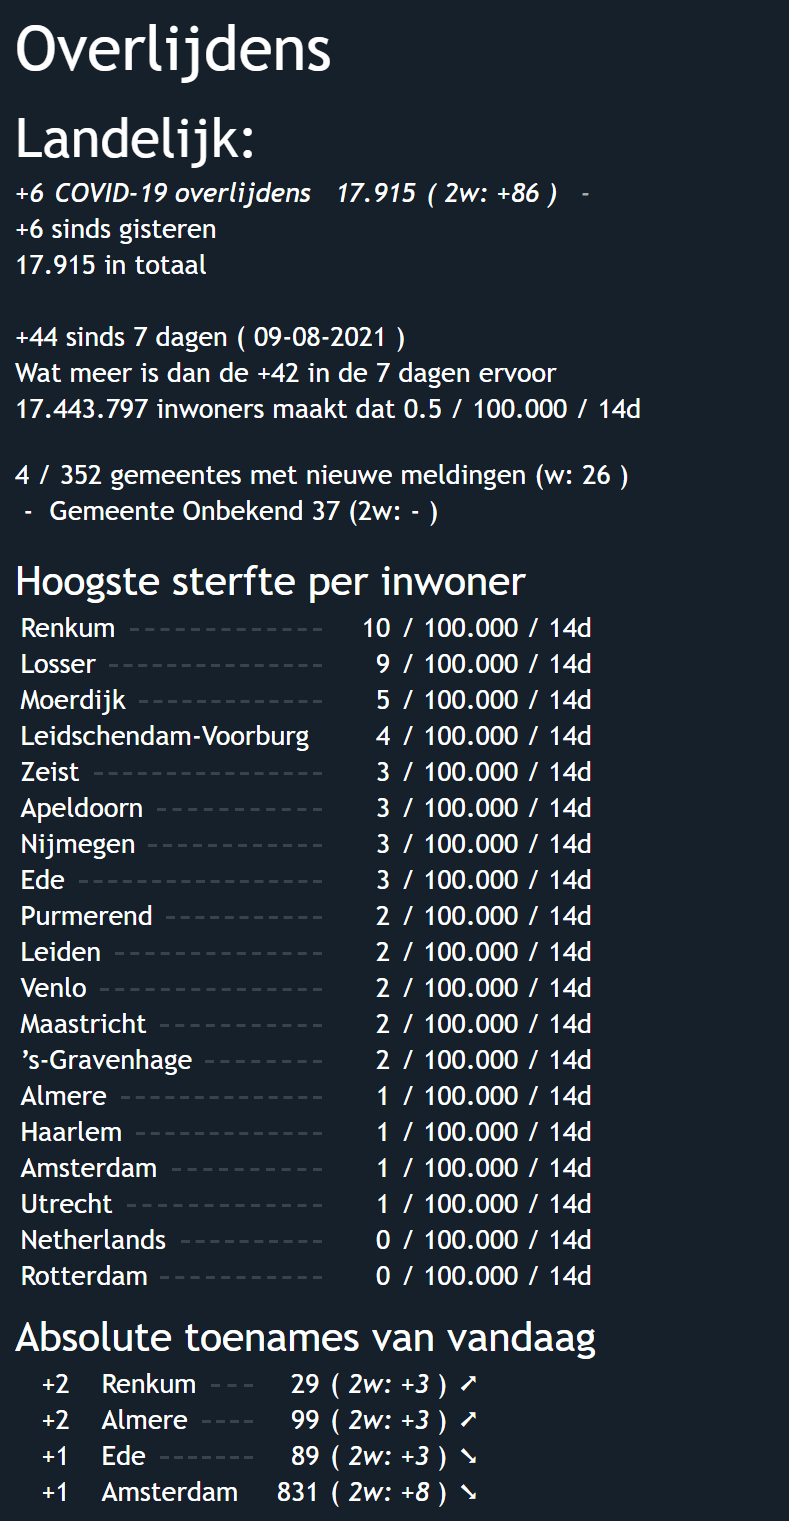 Overlijdens
Landelijk:
+6 COVID-19 overlijdens 17.915 ( 2w: +86 ) -
+6 sinds gisteren
17.915 in totaal
+44 sinds 7 dagen ( 09-08-2021 )
Wat meer is dan de +42 in de 7 dagen ervoor
17.443.797 inwoners maakt dat 0.5 / 100.000 / 14d
4 / 352 gemeentes met nieuwe meldingen (w: 26 )
- Gemeente Onbekend 37 (2w: - )
Hoogste sterfte per inwoner
Renkum ------------- 10 / 100.000 / 14d
Losser --------------- 9 / 100.000 / 14d
Moerdijk ------------- 5 / 100.000 / 14d
Leidschendam-Voorburg 4 / 100.000 / 14d
Zeist ---------------- 3 / 100.000 / 14d
Apeldoorn ------------ 3 / 100.000 / 14d
Nijmegen ------------ 3 / 100.000 / 14d
Ede ----------------- 3 / 100.000 / 14d
Purmerend ----------- 2 / 100.000 / 14d
Leiden --------------- 2 / 100.000 / 14d
Venlo ---------------- 2 / 100.000 / 14d
Maastricht ----------- 2 / 100.000 / 14d
’s-Gravenhage -------- 2 / 100.000 / 14d
Almere -------------- 1 / 100.000 / 14d
Haarlem ------------- 1 / 100.000 / 14d
Amsterdam ----------- 1 / 100.000 / 14d
Utrecht -------------- 1 / 100.000 / 14d
Netherlands ---------- 0 / 100.000 / 14d
Rotterdam ----------- 0 / 100.000 / 14d
Absolute toenames van vandaag
+2 Renkum --- 29 ( 2w: +3 ) ➚
+2 Almere ---- 99 ( 2w: +3 ) ➚
+1 Ede ------- 89 ( 2w: +3 ) ➘
+1 Amsterdam 831 ( 2w: +8 ) ➘